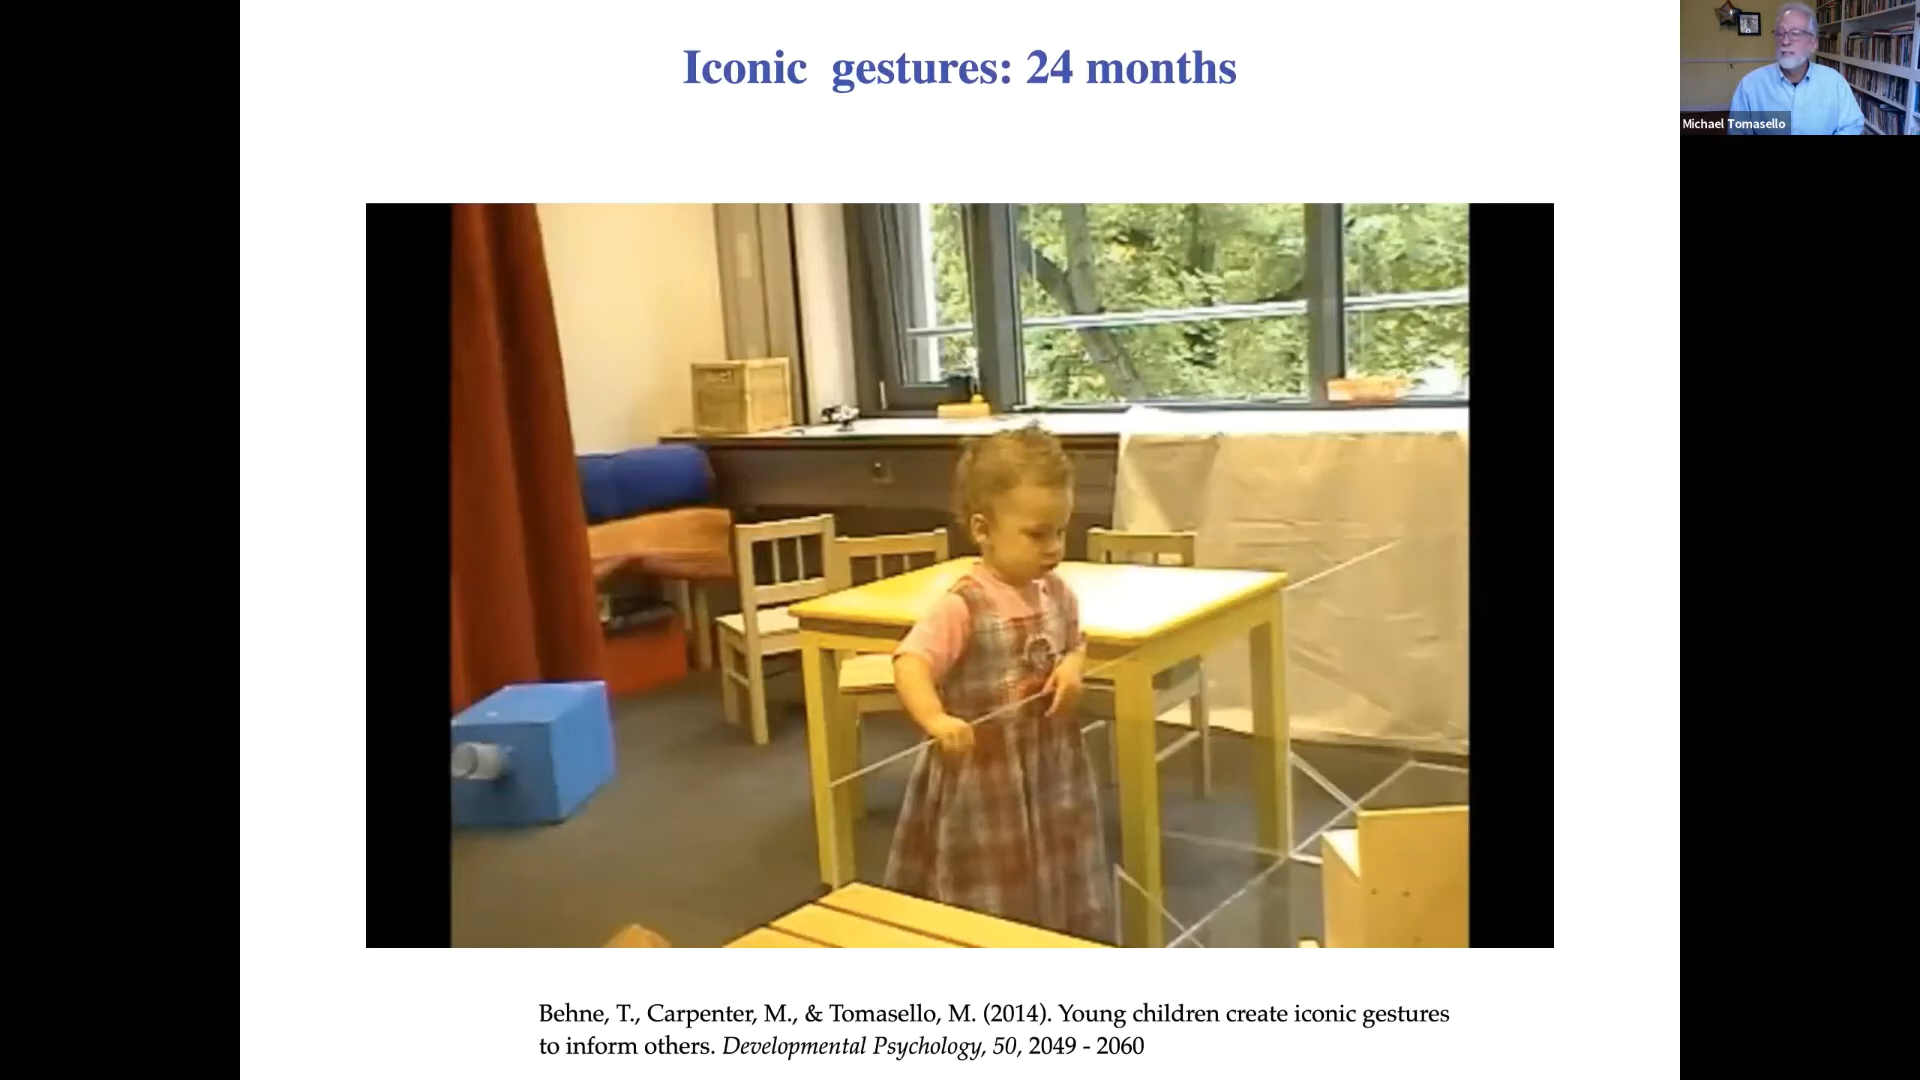 Iconic gestures: 24 months
Michael Tomasello
Behne, T., Carpenter, M., & Tomasello, M. (2014). Young children create iconic gestures
to inform others. Developmental Psychology, 50, 2049 - 2060